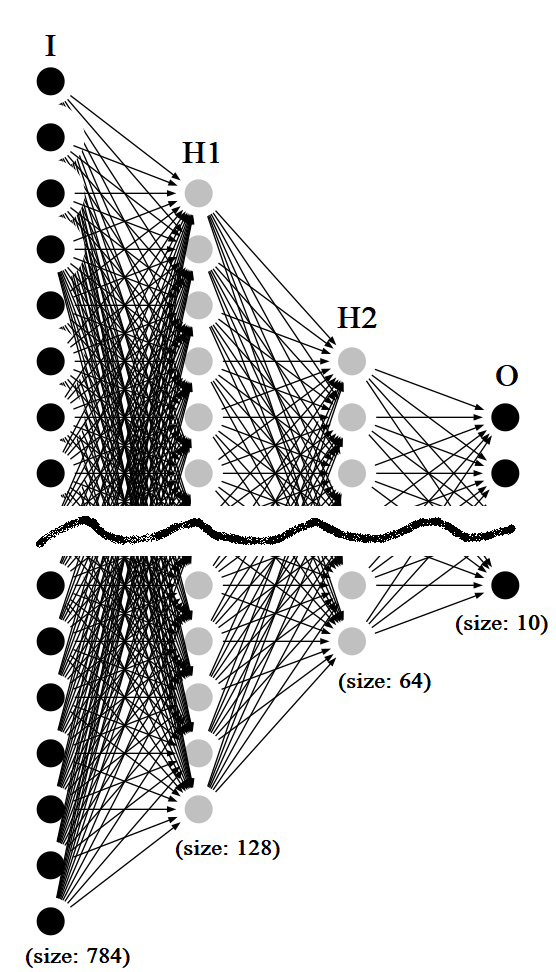 I
H1
H2
O
(size: 10)
(size: 64)
(size: 128)
(size: 784)